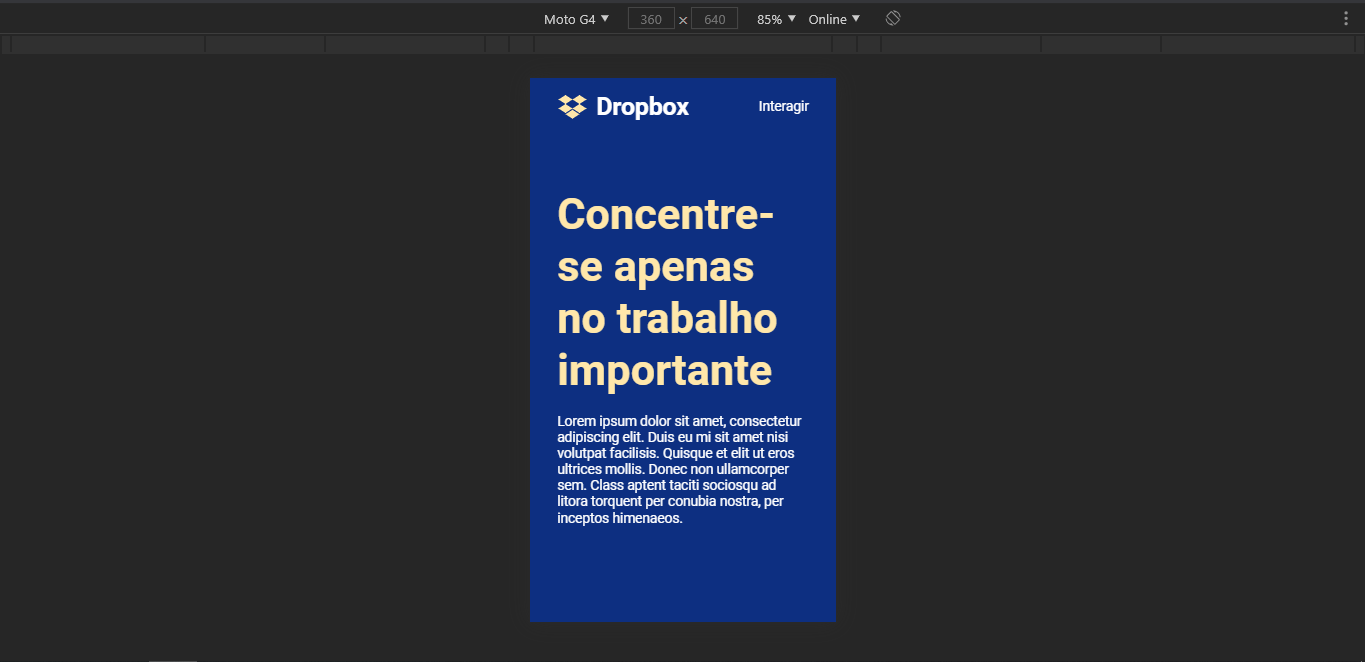 Moto G4 ▼ 360 × 640 85% ▼ Online ▼
Dropbox Interagir
Concentre-
se apenas
no trabalho
importante
Lorem ipsum dolor sit amet, consectetur
adipiscing elit. Duis eu mi sit amet nisi
volutpat facilisis. Quisque et elit ut eros
ultrices mollis. Donec non ullamcorper
sem. Class aptent taciti sociosqu ad
litora torquent per conubia nostra, per
inceptos himenaeos.